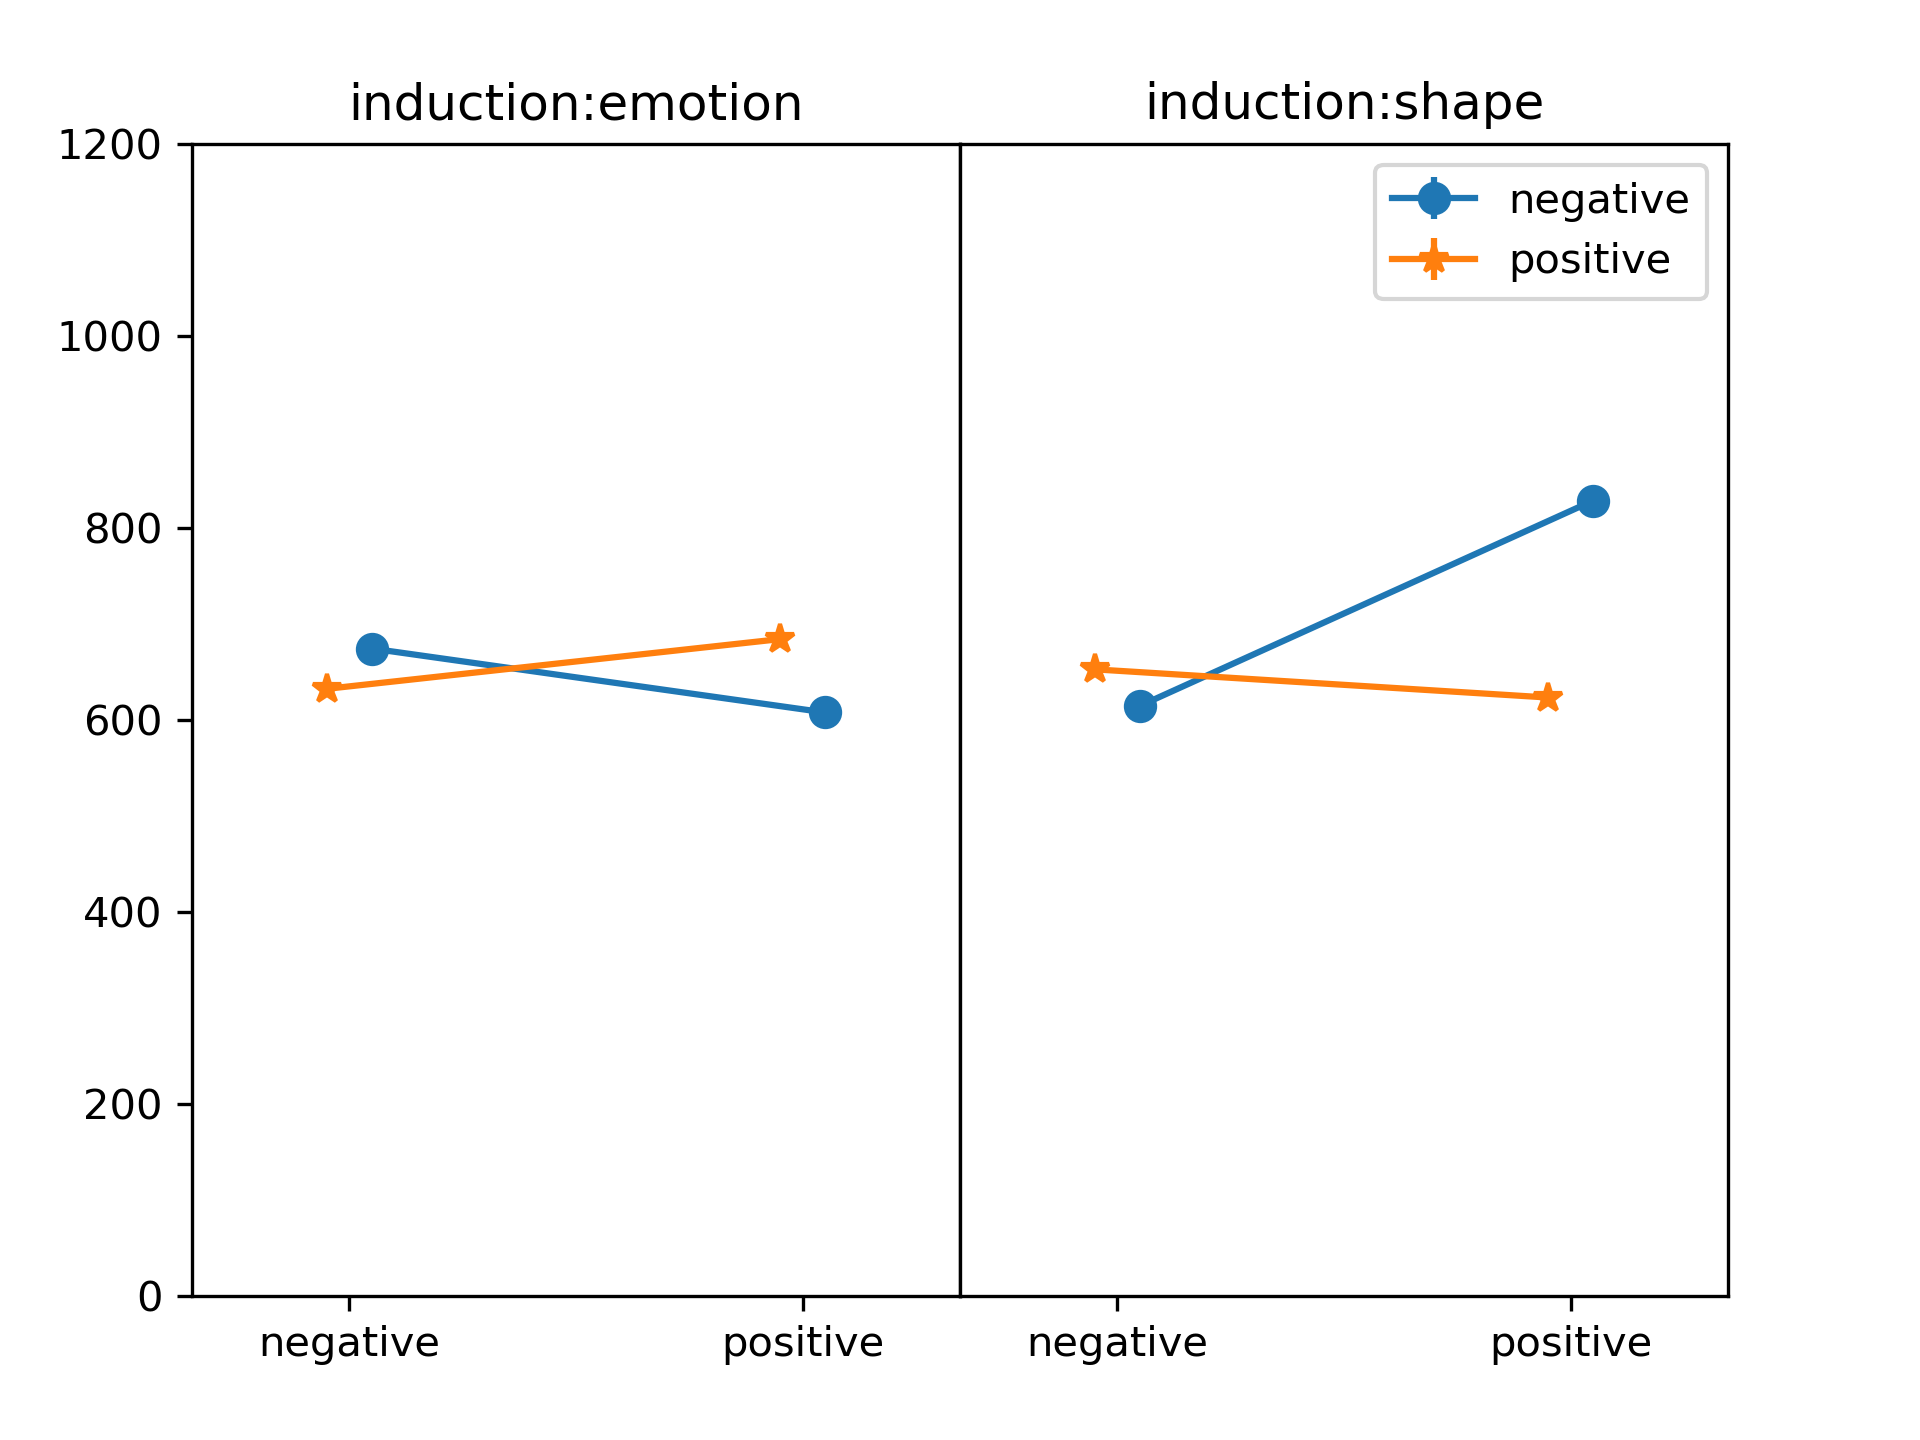 induction:emotion
induction:shape
1200
1000
800
600
400
200
0
negative
positive
negative
positive
negative
positive